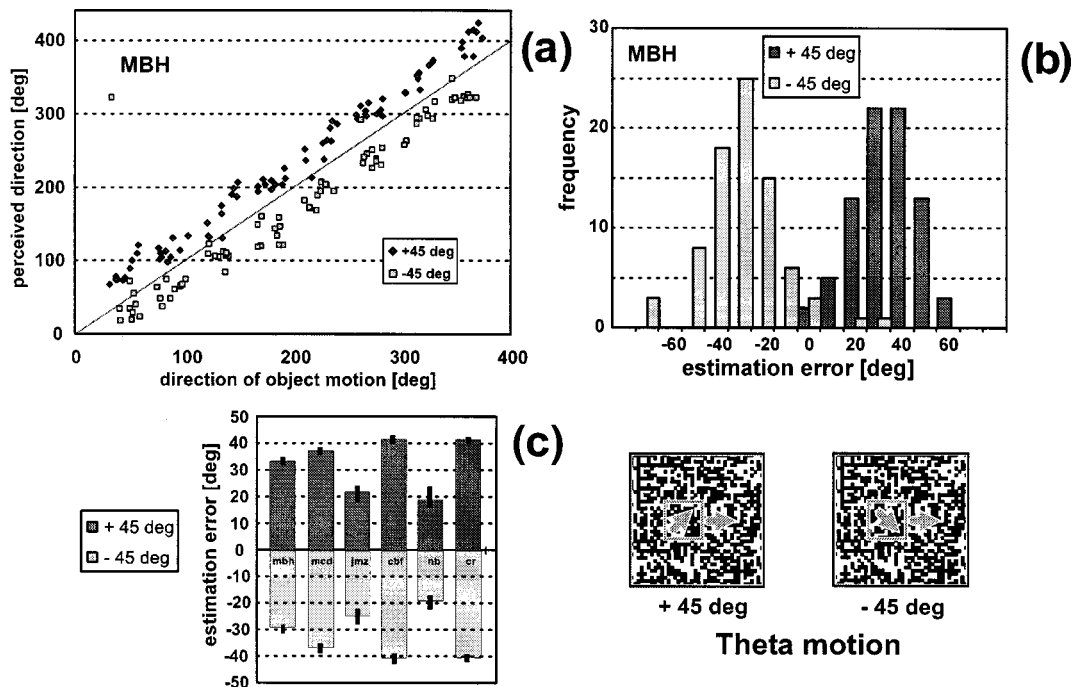 MBH
(a)
perceived direction [deg]
400
300
200
100
0
0
100
200
300
400
direction of object motion [deg]
+45 deg
-45 deg
MBH
(b)
+ 45 deg
- 45 deg
frequency
30
20
10
0
-60
-40
-20
0
20
40
60
estimation error [deg]
(c)
estimation error [deg]
50
40
30
20
10
0
-10
-20
-30
-40
-50
+ 45 deg
- 45 deg
mbh
mcd
jmz
cbf
nb
cr
+ 45 deg
- 45 deg
Theta motion